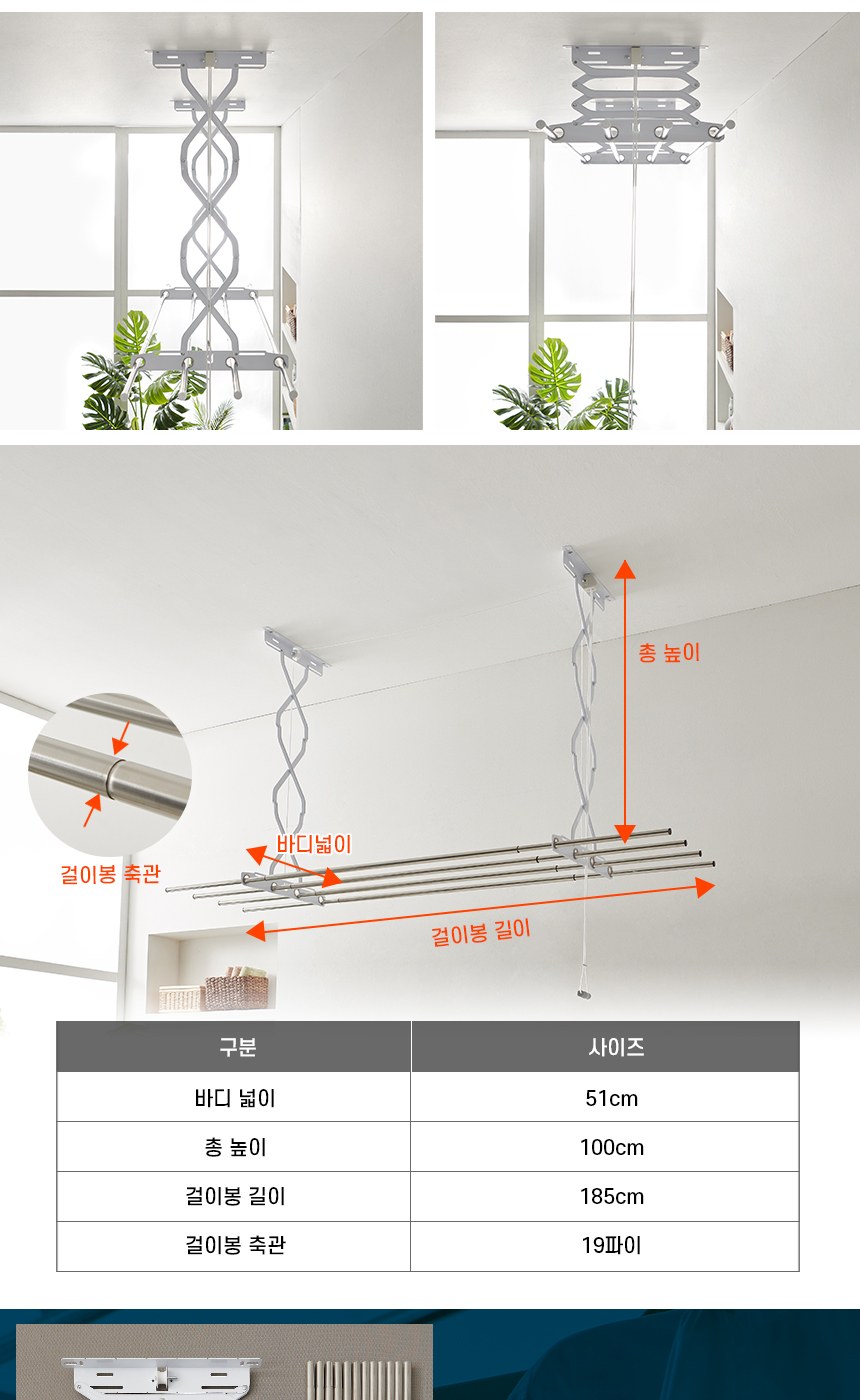 총 높이
바디넓이
걸이봉 축관
걸이봉 길이
구분 사이즈
바디 넓이 51cm
총 높이 100cm
걸이봉 길이 185cm
걸이봉 축관 19파이